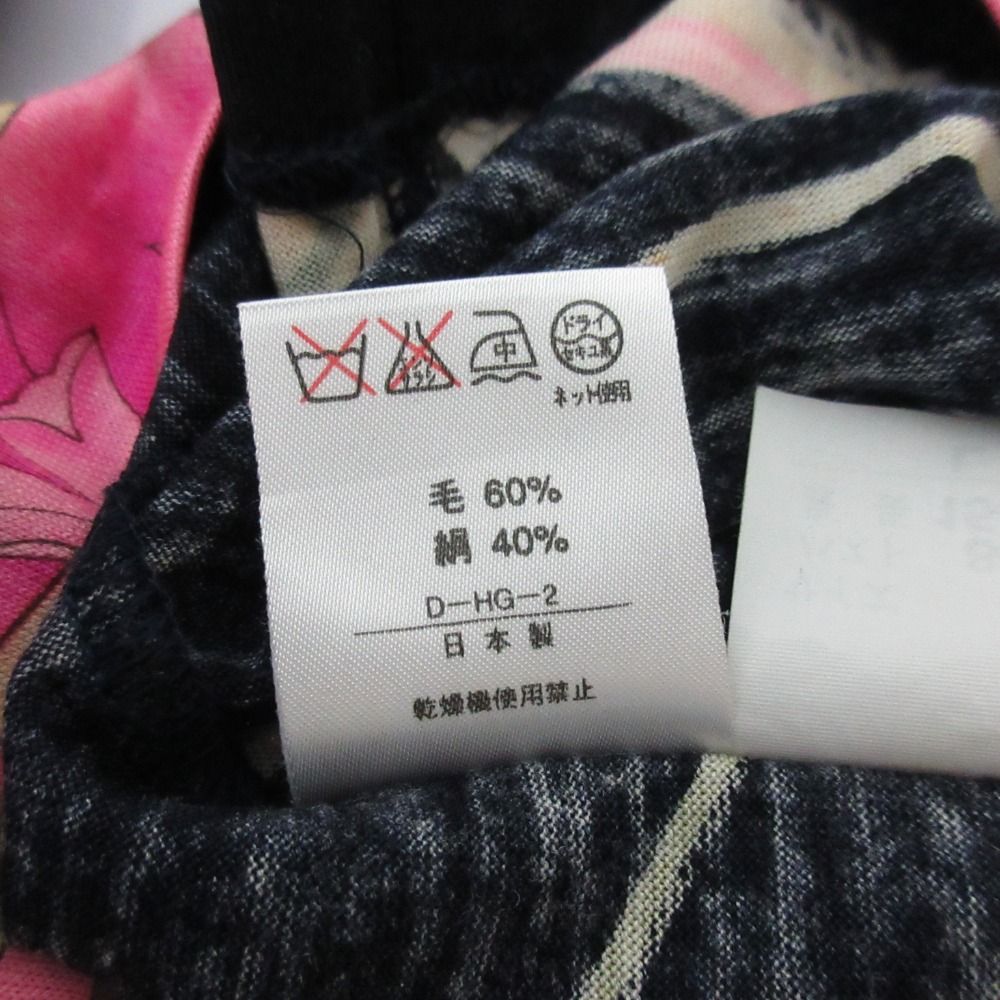 ドライ
セキユ系
ネット使用
毛 60%
絹 40%
D-HG-2
日本製
乾燥機使用禁止
中